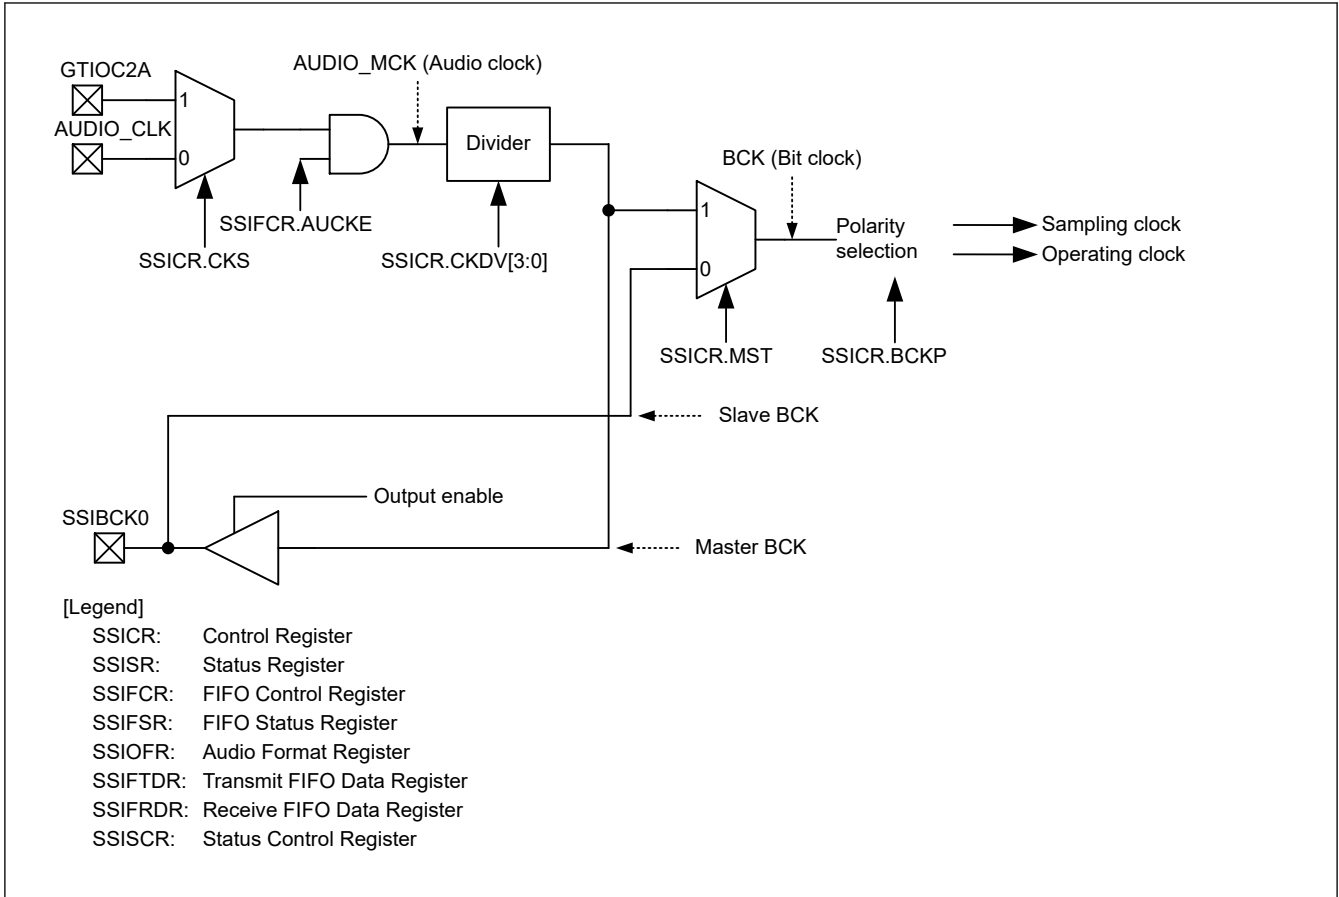 GTIOC2A
AUDIO_MCK (Audio clock)
1
AUDIO_CLK
0
Divider
BCK (Bit clock)
SSIFCR.AUCKE
SSICR.CKS
SSICR.CKDV[3:0]
1
0
Polarity
selection
Sampling clock
Operating clock
SSICR.MST
SSICR.BCKP
Slave BCK
Output enable
SSIBCK0
Master BCK
[Legend]
SSICR: Control Register
SSISR: Status Register
SSIFCR: FIFO Control Register
SSIFSR: FIFO Status Register
SSIOFR: Audio Format Register
SSIFTDR: Transmit FIFO Data Register
SSIFRDR: Receive FIFO Data Register
SSISCR: Status Control Register